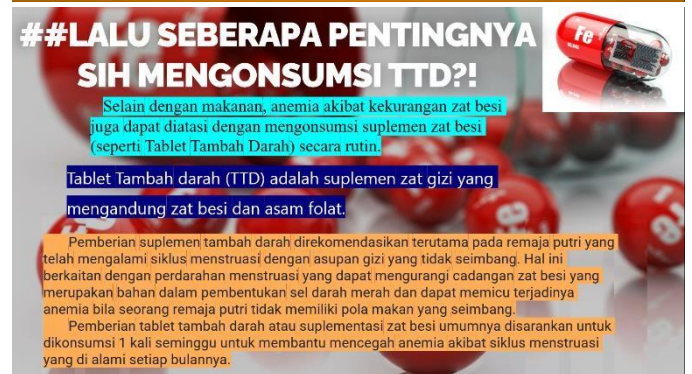 ##LALU SEBERAPA PENTINGNYA
SIH MENGONSUMSI TTD?!
Fe
Selain dengan makanan, anemia akibat kekurangan zat besi
juga dapat diatasi dengan mengonsumsi suplemen zat besi
(seperti Tablet Tambah Darah) secara rutin.
Tablet Tambah darah (TTD) adalah suplemen zat gizi yang
mengandung zat besi dan asam folat.
Pemberian suplemen tambah darah direkomendasikan terutama pada remaja putri yang
telah mengalami siklus menstruasi dengan asupan gizi yang tidak seimbang. Hal ini
berkaitan dengan perdarahan menstruasi yang dapat mengurangi cadangan zat besi yang
merupakan bahan dalam pembentukan sel darah merah dan dapat memicu terjadinya
anemia bila seorang remaja putri tidak memiliki pola makan yang seimbang.
Pemberian tablet tambah darah atau suplementasi zat besi umumnya disarankan untuk
dikonsumsi 1 kali seminggu untuk membantu mencegah anemia akibat siklus menstruasi
yang di alami setiap bulannya.